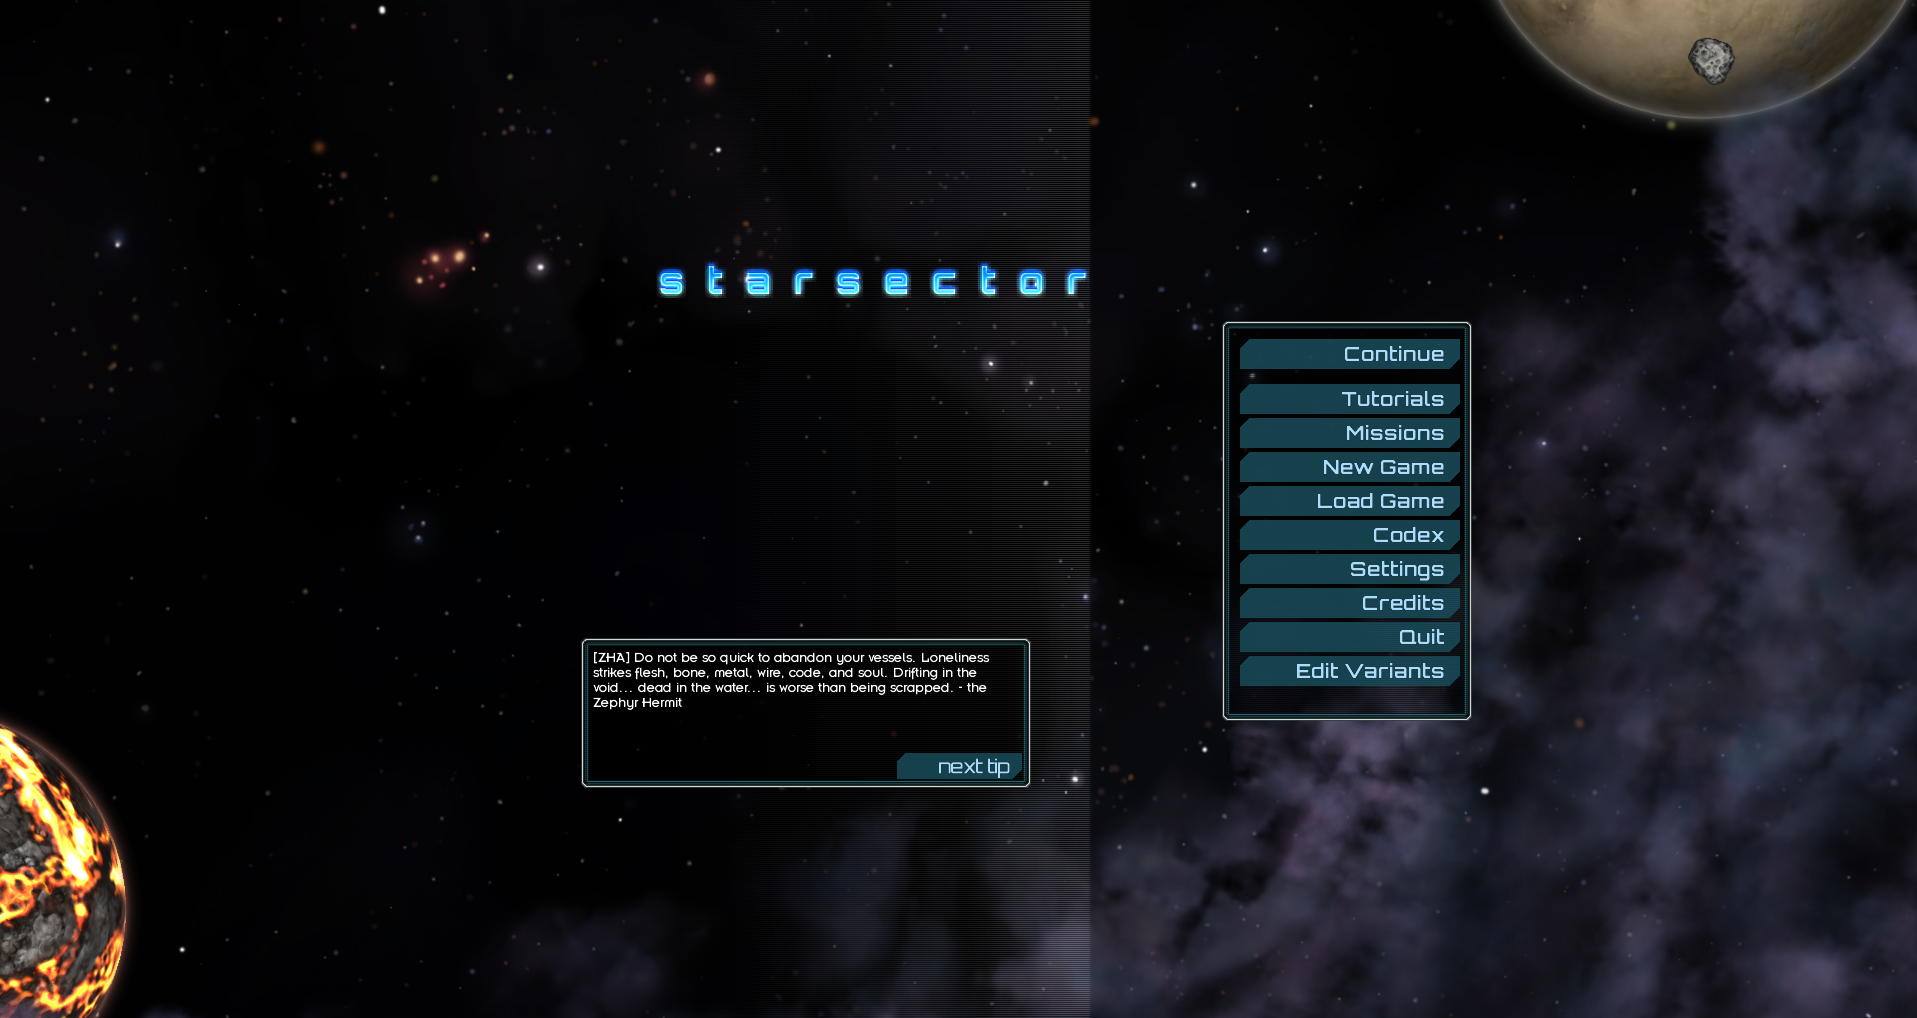 starsector
Continue
Tutorials
Missions
New Game
Load Game
Codex
Settings
Credits
Quit
Edit Variants
[ZHA] Do not be so quick to abandon your vessels. Loneliness
strikes flesh, bone, metal, wire, code, and soul. Drifting in the
void... dead in the water... is worse than being scrapped. - the
Zephyr Hermit
next tip